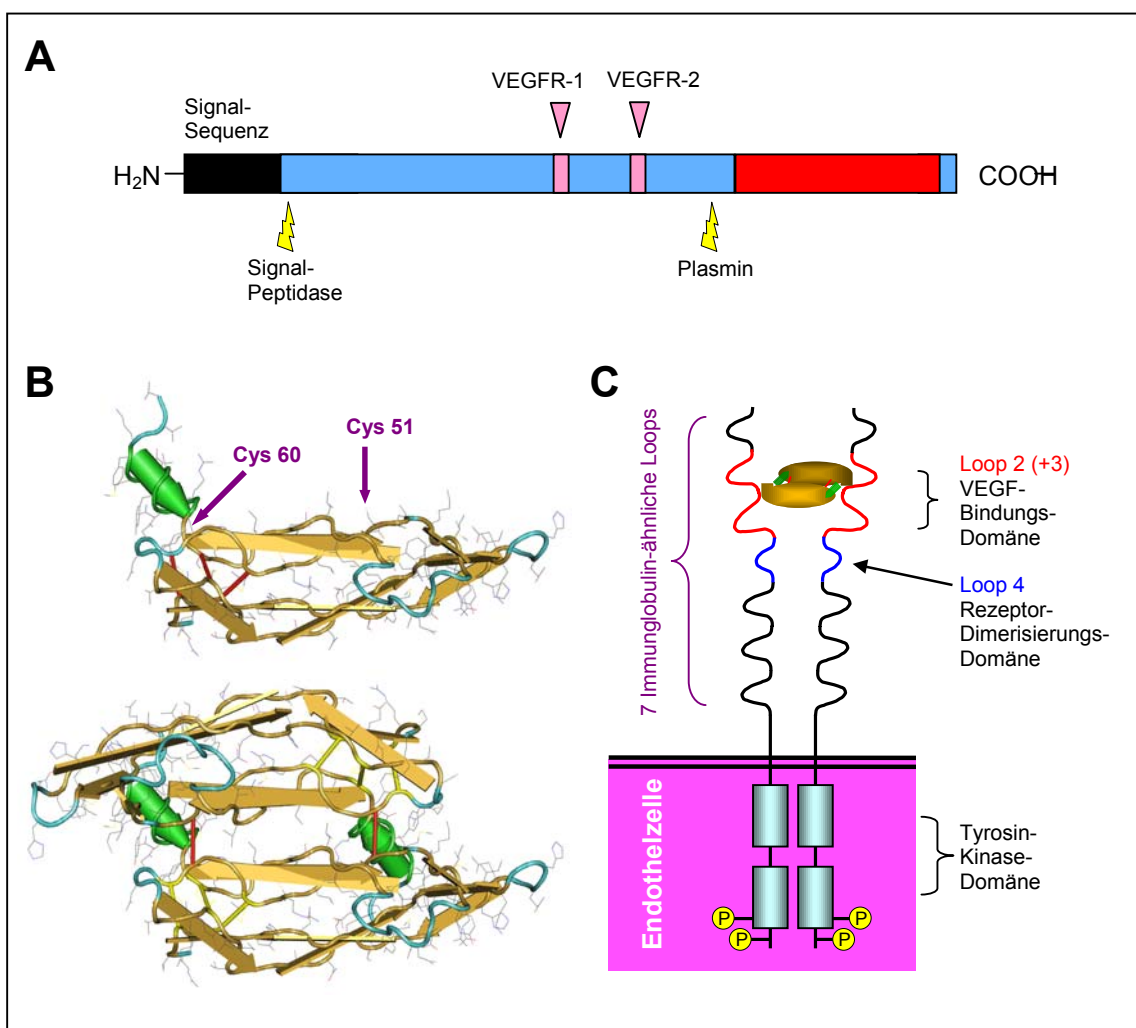 A
VEGFR-1
VEGFR-2
Signal-
Sequenz
H2N
COOH
Signal-
Peptidase
Plasmin
B
Cys 60
Cys 51
C
7 Immunglobulin-ähnliche Loops
Loop 2 (+3)
VEGF-
Bindungs-
Domäne
Loop 4
Rezeptor-
Dimerisierungs-
Domäne
Endothelzelle
Tyrosin-
Kinase-
Domäne
P
P
P
P